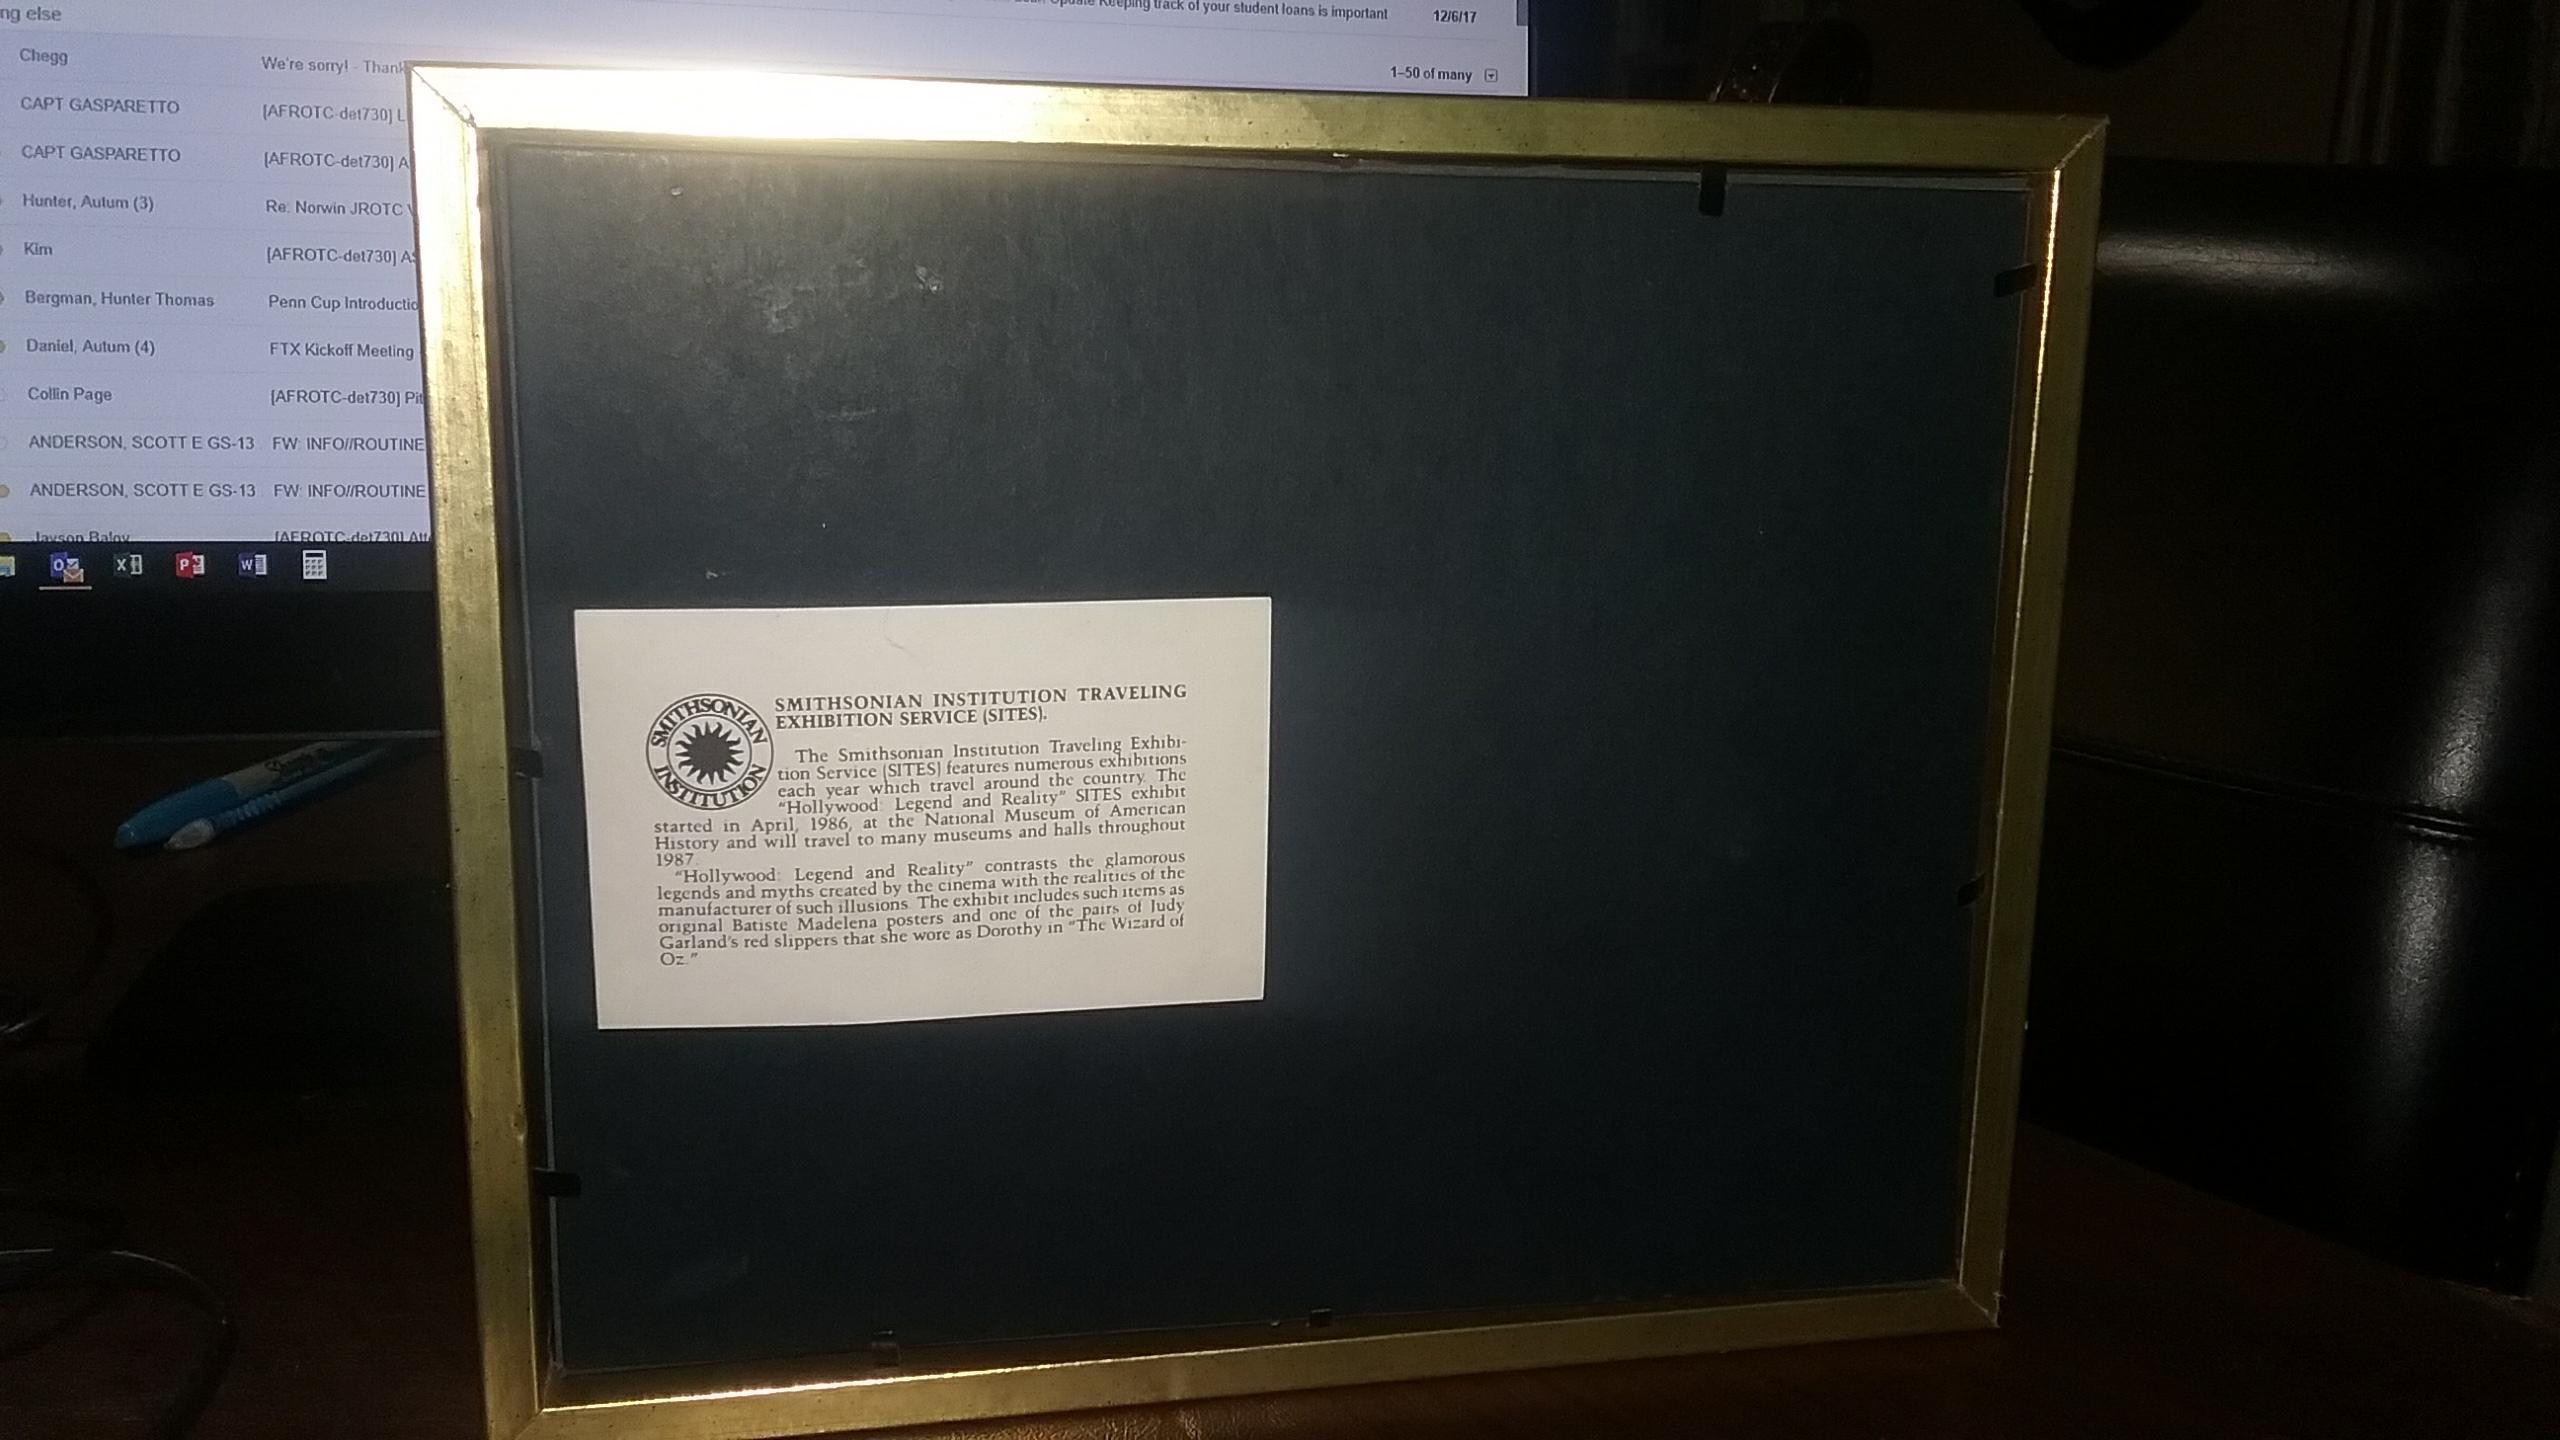 ng else
Keeping track of your student loans is important 12/6/17
Chegg We're sorry! - Thank
1–50 of many
CAPT GASPARETTO [AFROTC-det730] L
CAPT GASPARETTO [AFROTC-det730] A
Hunter, Autum (3) Re: Norwin JROTC
Kim [AFROTC-det730] AS
Bergman, Hunter Thomas Penn Cup Introductio
Daniel, Autum (4) FTX Kickoff Meeting
Collin Page [AFROTC-det730] Pit
ANDERSON, SCOTT E GS-13 FW: INFO//ROUTINE
ANDERSON, SCOTT E GS-13 FW: INFO//ROUTINE
Jayson Baloy [AFROTC-det730] Att
SMITHSONIAN INSTITUTION
SMITHSONIAN INSTITUTION TRAVELING
EXHIBITION SERVICE (SITES).
The Smithsonian Institution Traveling Exhibi-
tion Service (SITES) features numerous exhibitions
each year which travel around the country. The
“Hollywood: Legend and Reality” SITES exhibit
started in April, 1986, at the National Museum of American
History and will travel to many museums and halls throughout
1987.
“Hollywood: Legend and Reality” contrasts the glamorous
legends and myths created by the cinema with the realities of the
manufacturer of such illusions. The exhibit includes such items as
original Batiste Madelena posters and one of the pairs of Judy
Garland's red slippers that she wore as Dorothy in “The Wizard of
Oz.”
Sharpie